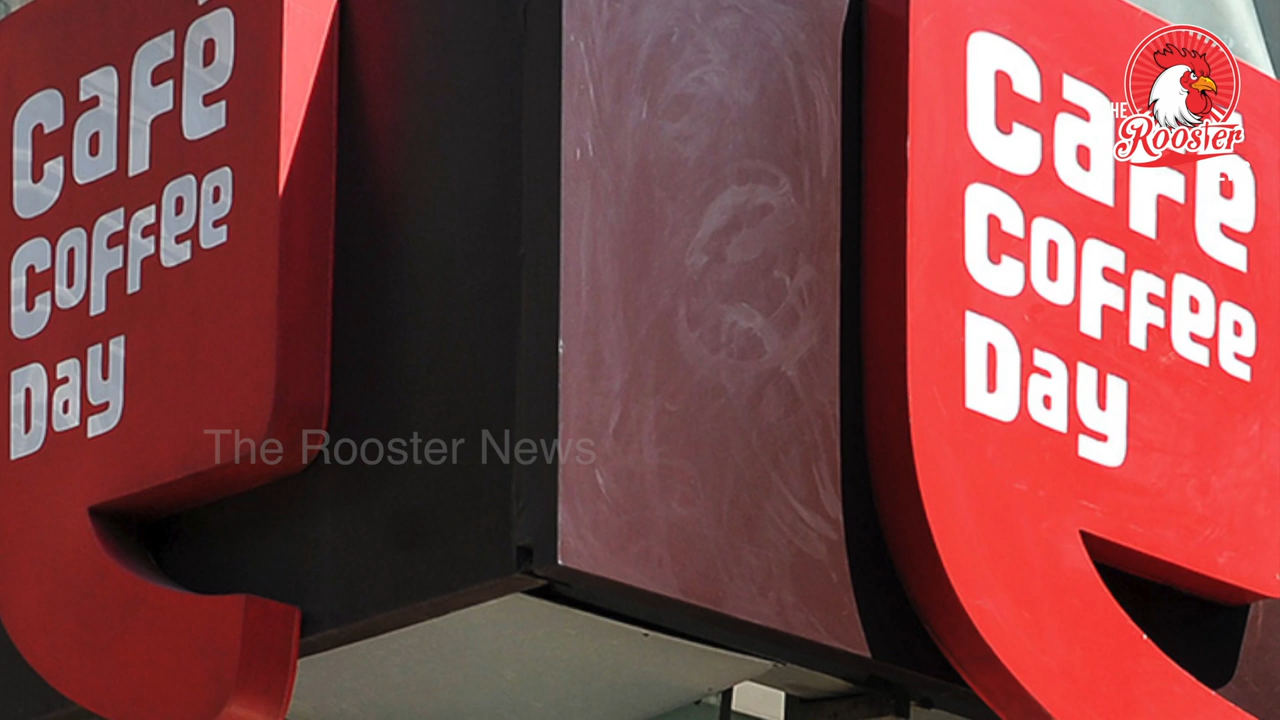 Café
Coffee
Day
Café
Coffee
Day
THE
Rooster
The Rooster News